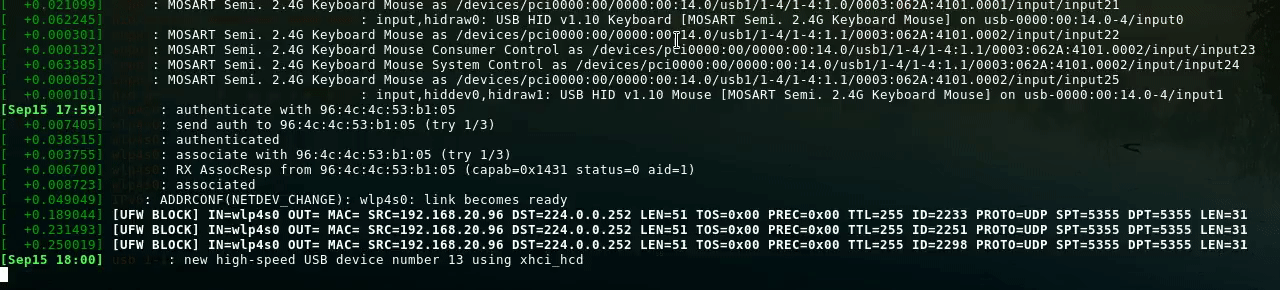 [  +0.021099] : MOSART Semi. 2.4G Keyboard Mouse as /devices/pci0000:00/0000:00:14.0/usb1/1-4/1-4:1.0/0003:062A:4101.0001/input/input21
[  +0.062245] : input,hidraw0: USB HID v1.10 Keyboard [MOSART Semi. 2.4G Keyboard Mouse] on usb-0000:00:14.0-4/input0
[  +0.000301] : MOSART Semi. 2.4G Keyboard Mouse as /devices/pci0000:00/0000:00:14.0/usb1/1-4/1-4:1.1/0003:062A:4101.0002/input/input22
[  +0.000132] : MOSART Semi. 2.4G Keyboard Mouse Consumer Control as /devices/pci0000:00/0000:00:14.0/usb1/1-4/1-4:1.1/0003:062A:4101.0002/input/input23
[  +0.063385] : MOSART Semi. 2.4G Keyboard Mouse System Control as /devices/pci0000:00/0000:00:14.0/usb1/1-4/1-4:1.1/0003:062A:4101.0002/input/input24
[  +0.000052] : MOSART Semi. 2.4G Keyboard Mouse as /devices/pci0000:00/0000:00:14.0/usb1/1-4/1-4:1.1/0003:062A:4101.0002/input/input25
[  +0.000101] : input,hiddev0,hidraw1: USB HID v1.10 Mouse [MOSART Semi. 2.4G Keyboard Mouse] on usb-0000:00:14.0-4/input1
[Sep15 17:59] : authenticate with 96:4c:4c:53:b1:05
[  +0.007405] wlp4s0: send auth to 96:4c:4c:53:b1:05 (try 1/3)
[  +0.038515] : authenticated
[  +0.003755] wlp4s0: associate with 96:4c:4c:53:b1:05 (try 1/3)
[  +0.006700] wlp4s0: RX AssocResp from 96:4c:4c:53:b1:05 (capab=0x1431 status=0 aid=1)
[  +0.008723] wlp4s0: associated
[  +0.049049] IPv6: ADDRCONF(NETDEV_CHANGE): wlp4s0: link becomes ready
[  +0.189044] [UFW BLOCK] IN=wlp4s0 OUT= MAC= SRC=192.168.20.96 DST=224.0.0.252 LEN=51 TOS=0x00 PREC=0x00 TTL=255 ID=2233 PROTO=UDP SPT=5355 DPT=5355 LEN=31
[  +0.231493] [UFW BLOCK] IN=wlp4s0 OUT= MAC= SRC=192.168.20.96 DST=224.0.0.252 LEN=51 TOS=0x00 PREC=0x00 TTL=255 ID=2251 PROTO=UDP SPT=5355 DPT=5355 LEN=31
[  +0.250019] [UFW BLOCK] IN=wlp4s0 OUT= MAC= SRC=192.168.20.96 DST=224.0.0.252 LEN=51 TOS=0x00 PREC=0x00 TTL=255 ID=2298 PROTO=UDP SPT=5355 DPT=5355 LEN=31
[Sep15 18:00] usb 1-1: new high-speed USB device number 13 using xhci_hcd